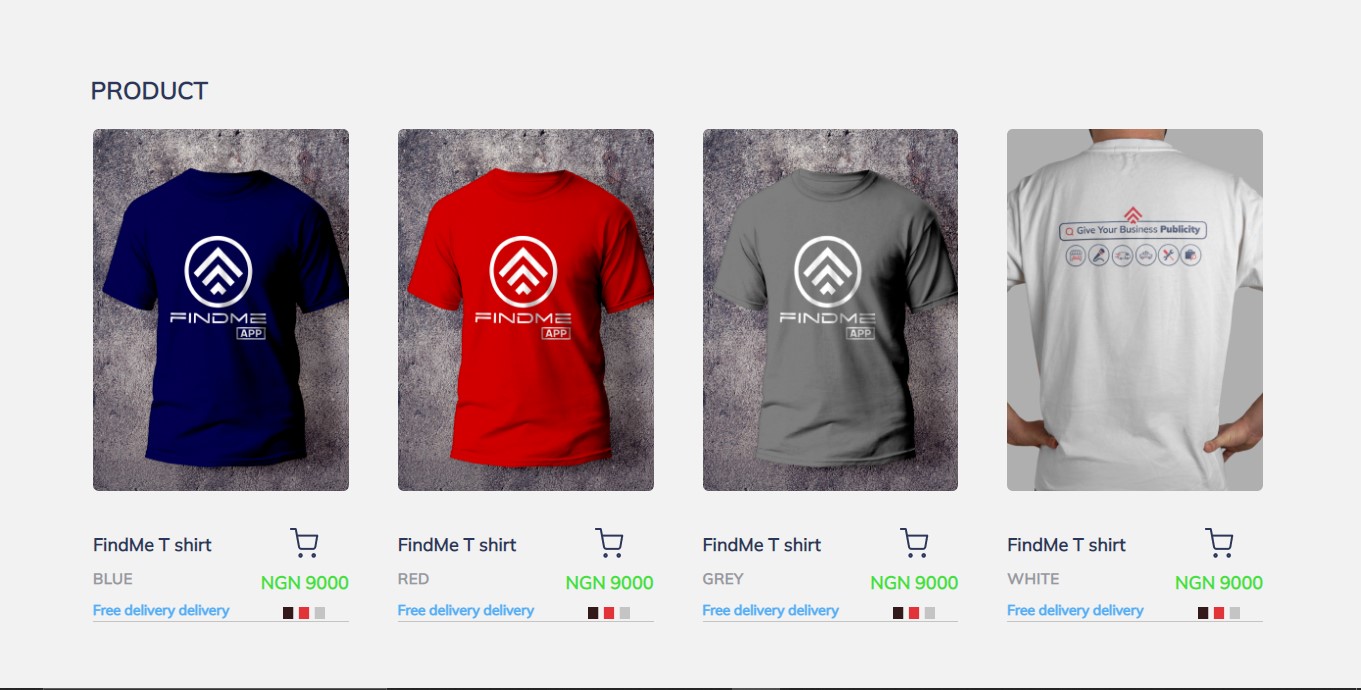 PRODUCT
FINDME
APP
FINDME
APP
FINDME
APP
Give Your Business Publicity
FindMe T shirt
BLUE
NGN 9000
Free delivery delivery
FindMe T shirt
RED
NGN 9000
Free delivery delivery
FindMe T shirt
GREY
NGN 9000
Free delivery delivery
FindMe T shirt
WHITE
NGN 9000
Free delivery delivery